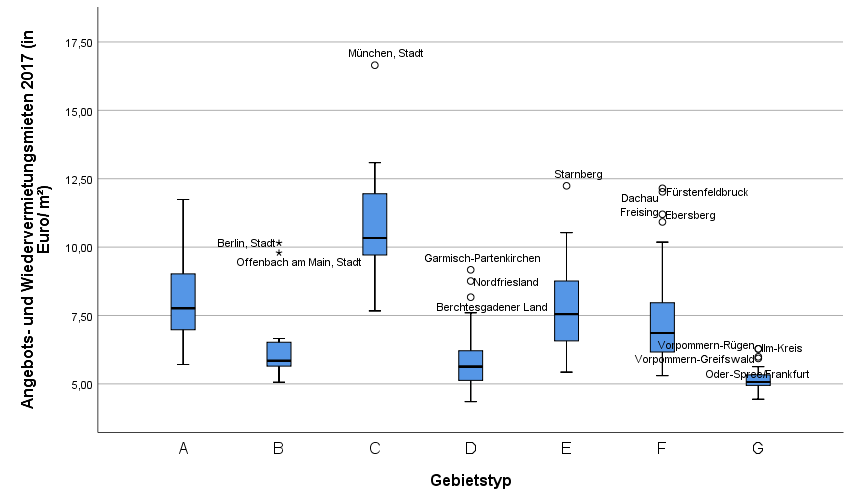 Angebots- und Wiedervermietungsmieten 2017 (in
Euro/ m²)
17,50
15,00
12,50
10,00
7,50
5,00
München, Stadt
Berlin, Stadt
Offenbach am Main, Stadt
Garmisch-Partenkirchen
Nordfriesland
Berchtesgadener Land
Starnberg
Dachau
Fürstenfeldbruck
Freising
Ebersberg
Vorpommern-Rügen
Ilm-Kreis
Vorpommern-Greifswald
Oder-Spree/Frankfurt
A B C D E F G
Gebietstyp